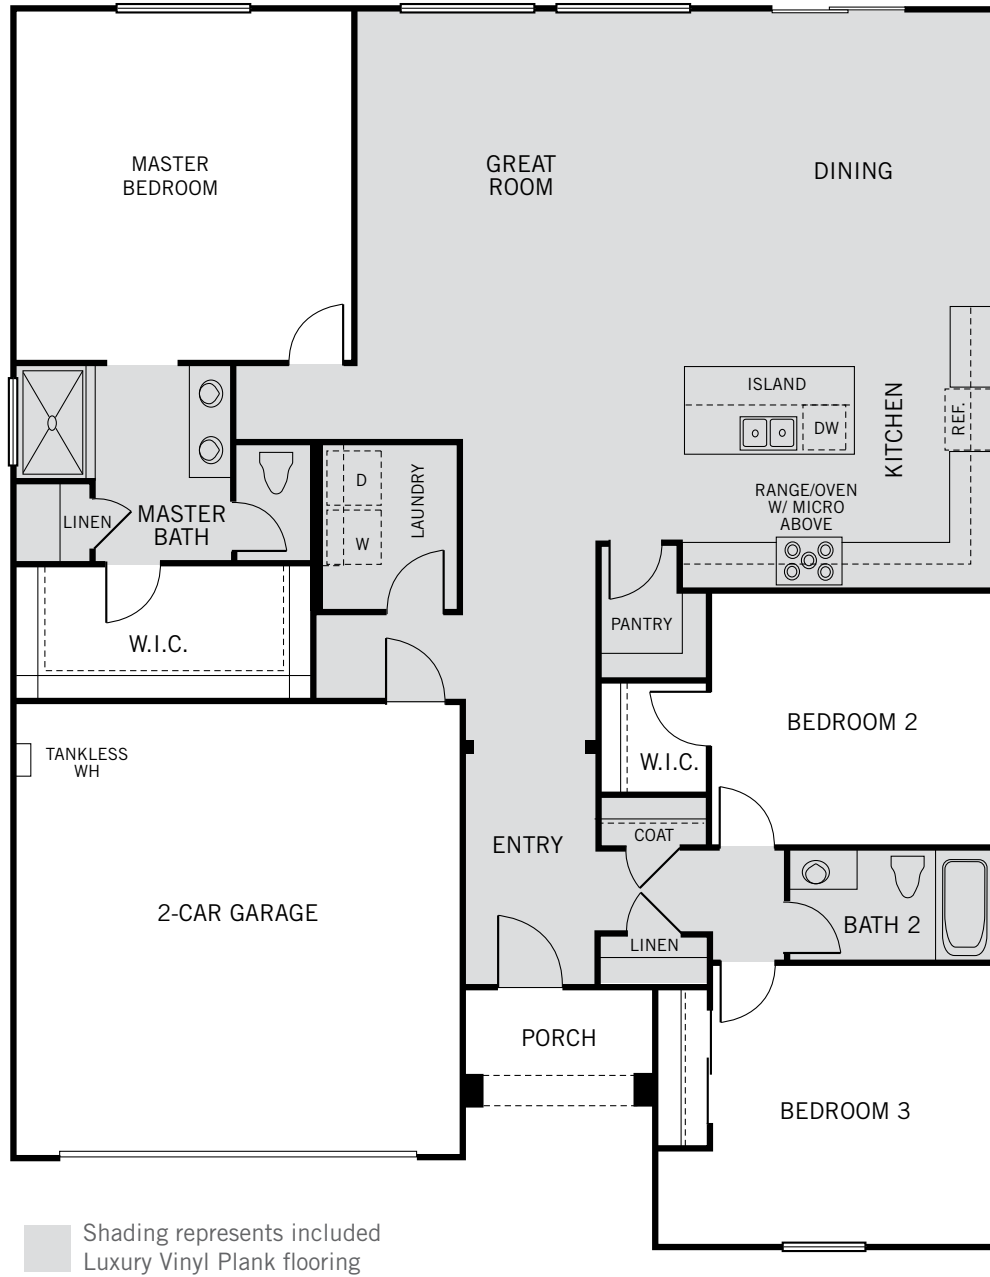 MASTER
BEDROOM
GREAT
ROOM
DINING
ISLAND
DW
KITCHEN
REF.
RANGE/OVEN
W/ MICRO
ABOVE
LINEN
MASTER
BATH
D
W
LAUNDRY
W.I.C.
PANTRY
BEDROOM 2
W.I.C.
TANKLESS
WH
COAT
ENTRY
2-CAR GARAGE
BATH 2
LINEN
PORCH
BEDROOM 3
Shading represents included
Luxury Vinyl Plank flooring